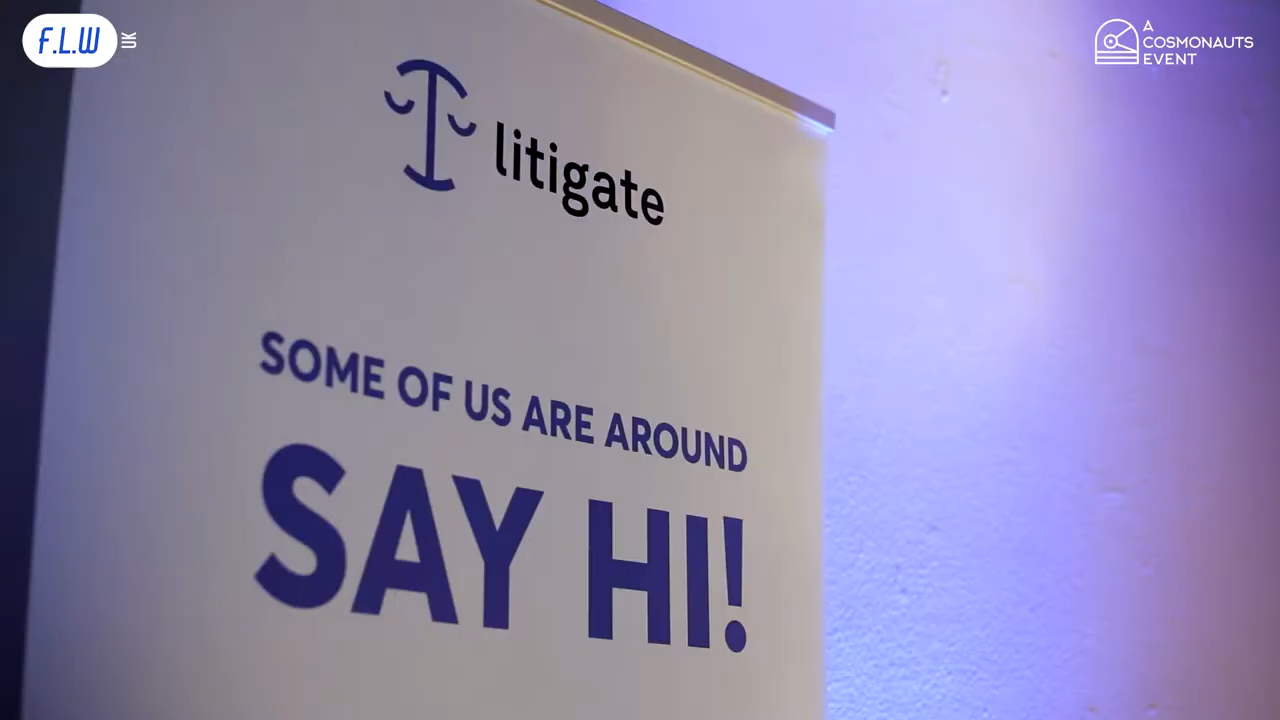 F.L.W
UK
A
COSMONAUTS
EVENT
litigate
SOME OF US ARE AROUND
SAY HI!